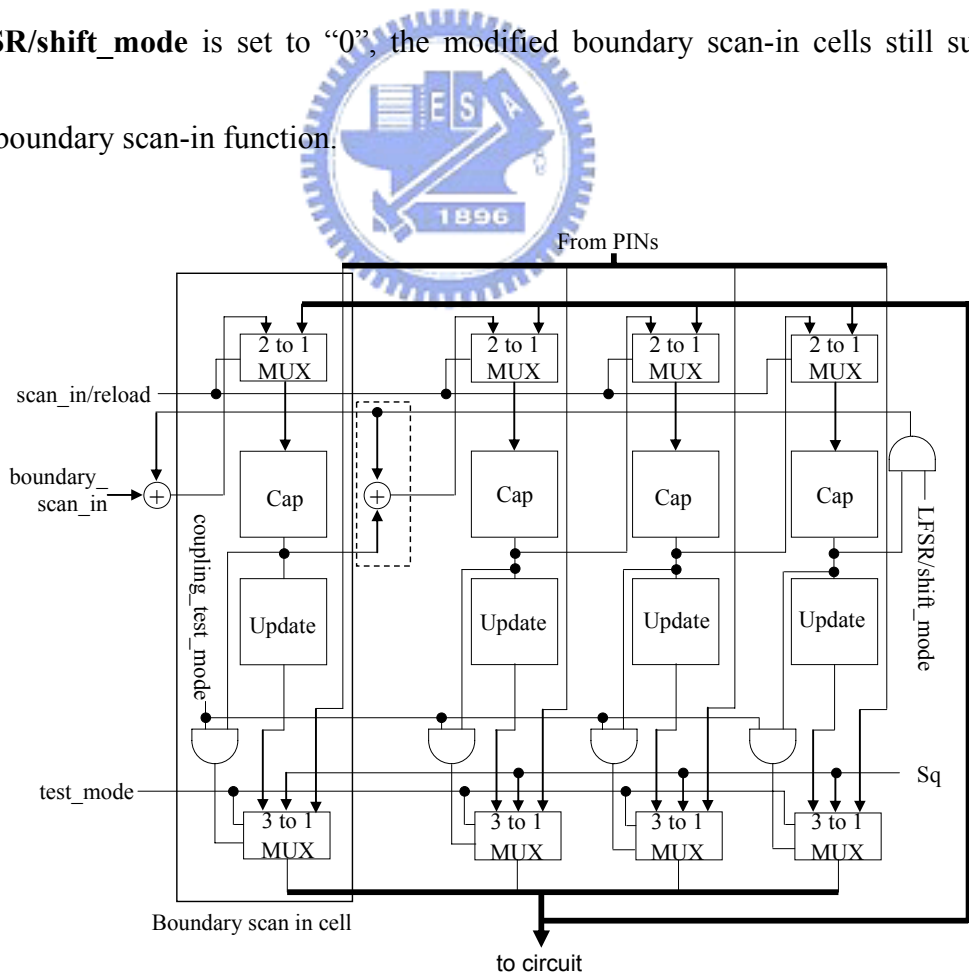 SR/shift_mode is set to “0”, the modified boundary scan-in cells still su
boundary scan-in function.
E S A
1896
From PINs
2 to 1
MUX
2 to 1
MUX
2 to 1
MUX
2 to 1
MUX
scan_in/reload
boundary_
scan_in
Cap
Cap
Cap
Cap
coupling_test_mode
LFSR/shift_mode
Update
Update
Update
Update
Sq
test_mode
3 to 1
MUX
3 to 1
MUX
3 to 1
MUX
3 to 1
MUX
Boundary scan in cell
to circuit